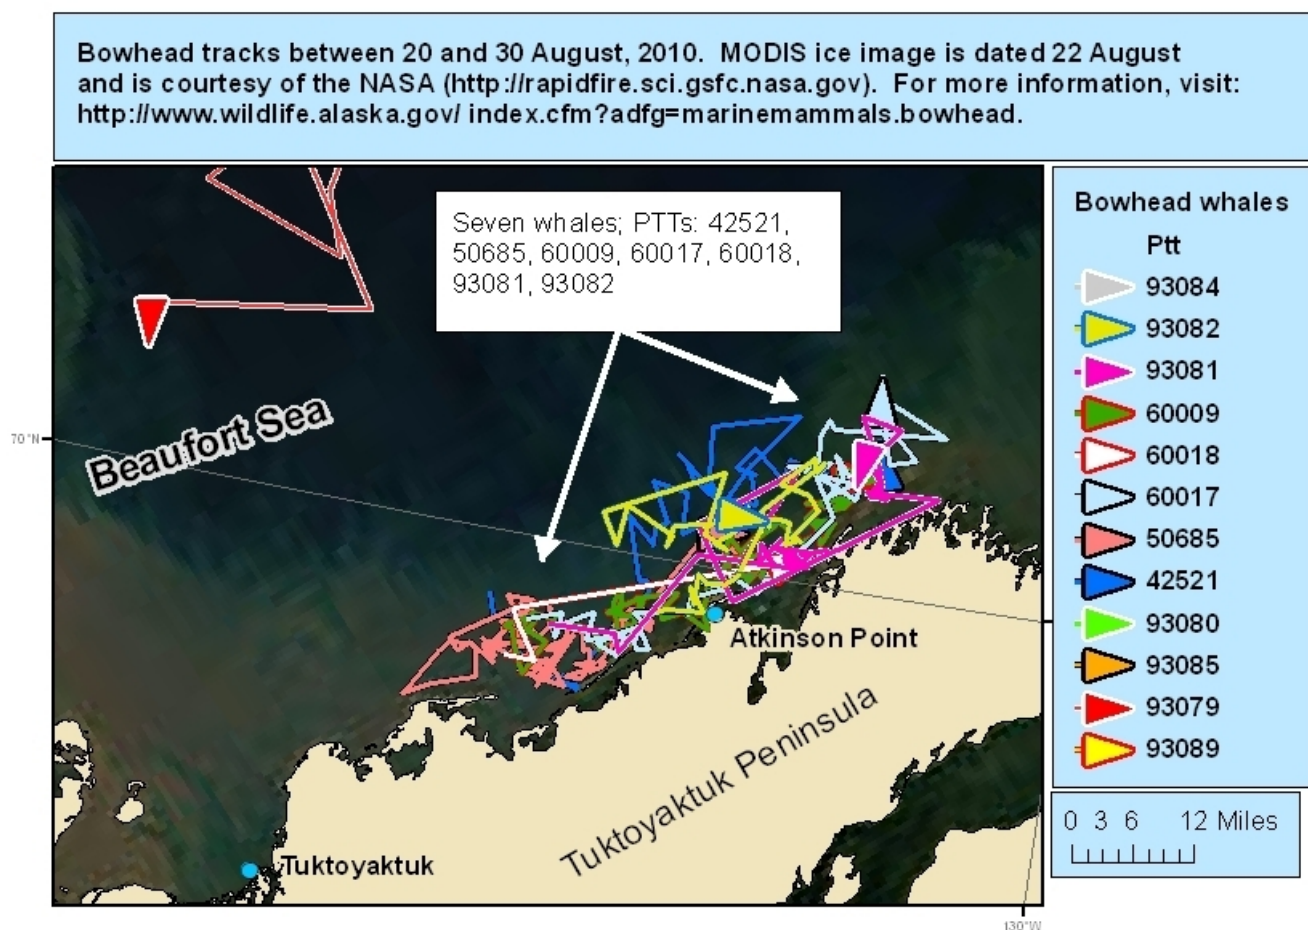 Bowhead tracks between 20 and 30 August, 2010. MODIS ice image is dated 22 August
and is courtesy of the NASA (http://rapidfire.sci.gsfc.nasa.gov). For more information, visit:
http://www.wildlife.alaska.gov/ index.cfm?adfg=marinemammals.bowhead.
Seven whales; PTTs: 42521,
50685, 60009, 60017, 60018,
93081, 93082
70°N
Beaufort Sea
Atkinson Point
Tuktoyaktuk Peninsula
Tuktoyaktuk
130°W
Bowhead whales
Ptt
93084
93082
93081
60009
60018
60017
50685
42521
93080
93085
93079
93089
0 3 6 12 Miles